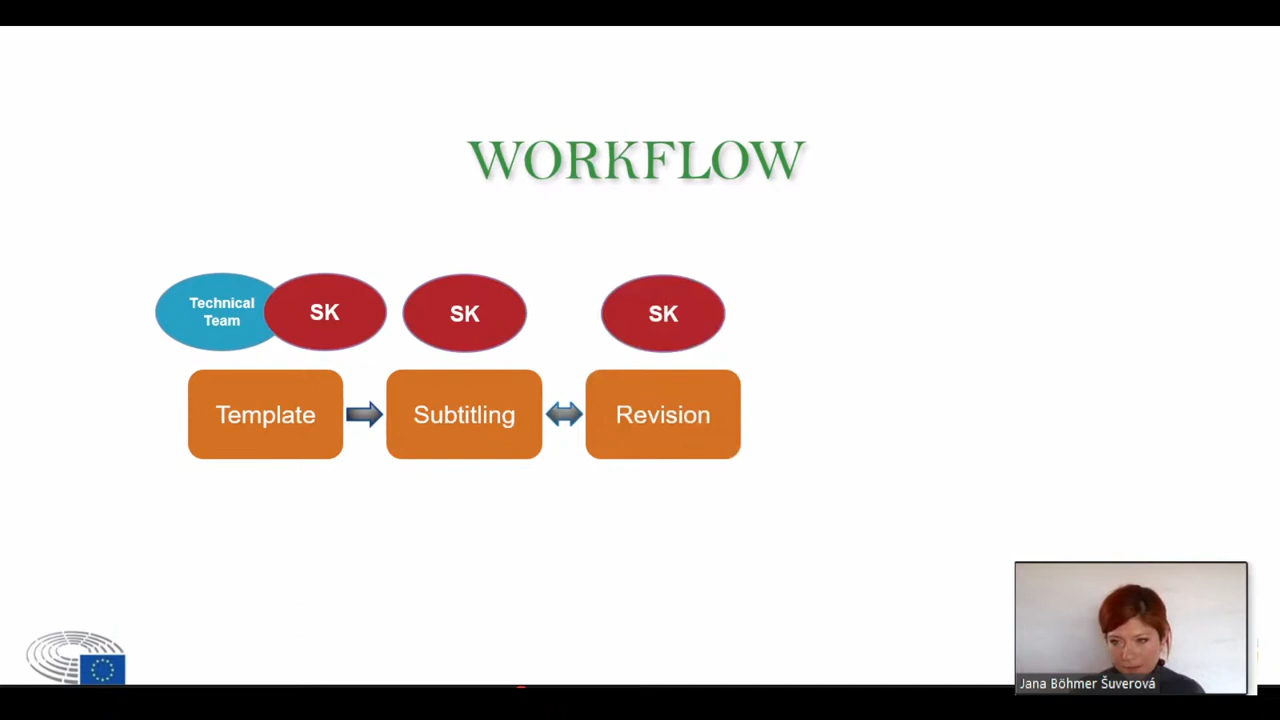 WORKFLOW
Technical
Team
SK
SK
SK
Template
Subtitling
Revision
Jana Böhmer Šuverová